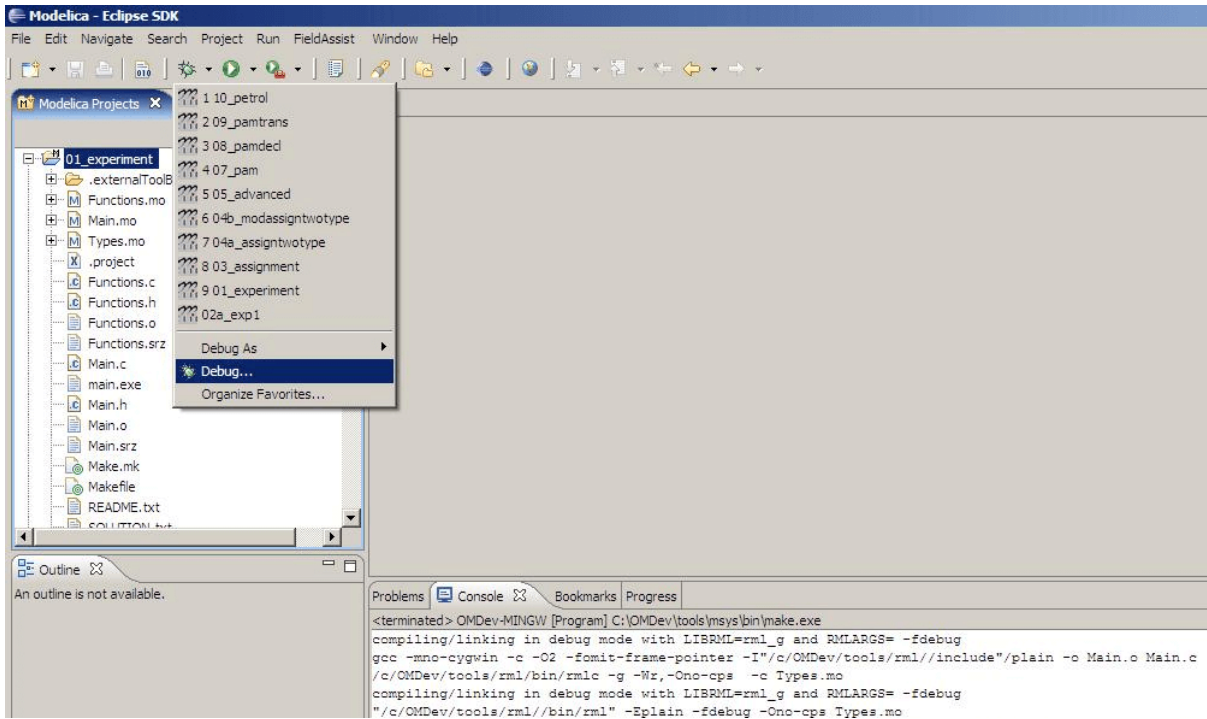 Modelica - Eclipse SDK
File Edit Navigate Search Project Run FieldAssist Window Help
Modelica Projects
1 10_petrol
2 09_pamtrans
3 08_pamdecl
4 07_pam
5 05_advanced
6 04b_modassigntwotype
7 04a_assigntwotype
8 03_assignment
9 01_experiment
02a_exp1
Debug As
Debug...
Organize Favorites...
01_experiment
.externalToolB
Functions.mo
Main.mo
Types.mo
.project
Functions.c
Functions.h
Functions.o
Functions.srz
Main.c
main.exe
Main.h
Main.o
Main.srz
Make.mk
Makefile
README.txt
SOLUTION.txt
Outline
An outline is not available.
Problems Console Bookmarks Progress
<terminated> OMDev-MINGW [Program] C:\OMDev\tools\msys\bin\make.exe
compiling/linking in debug mode with LIBRML=rml_g and RMLARGS= -fdebug
gcc -mno-cygwin -c -O2 -fomit-frame-pointer -I"/c/OMDev/tools/rml//include"/plain -o Main.o Main.c
/c/OMDev/tools/rml/bin/rmlc -g -Wr,-Ono-cps -c Types.mo
compiling/linking in debug mode with LIBRML=rml_g and RMLARGS= -fdebug
"/c/OMDev/tools/rml//bin/rml" -Eplain -fdebug -Ono-cps Types.mo